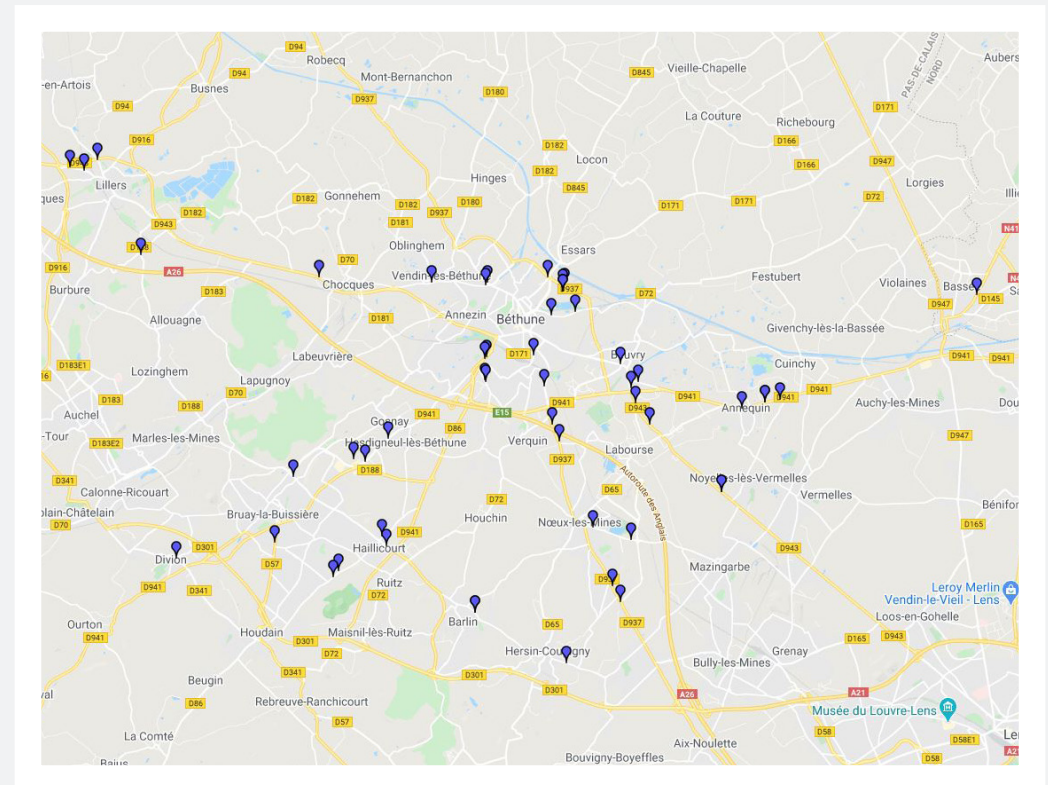 D94
Robecq
Aubers
D94
Mont-Bernanchon
D845
Vieille-Chapelle
PAS-DE-CALAIS
NORD
-en-Artois
Busnes
D180
D937
D94
D171
La Couture
Richebourg
D916
D182
D166
Locon
D947
D166
D182
Lillers
Hinges
D845
Lorgies
ques
D182
Gonnehem
D182
D180
D171
D171
D72
D182
D937
D181
D943
N41
Oblinghem
Essars
D70
D916
A26
Vendin-lès-Béthune
Festubert
Burbure
Chocques
Violaines
D183
D72
D145
D947
Allouagne
D181
Annezin
Béthune
Givenchy-lès-la-Bassée
Labeuvrière
D171
Beuvry
D941
D941
D183E1
Lozinghem
Cuinchy
Lapugnoy
D70
D941
D941
D183
D188
D941
Annequin
Auchy-les-Mines
Auchel
D941
E15
Gosnay
D86
-Tour
Marles-les-Mines
D183E2
Hesdigneul-lès-Béthune
Verquin
D947
Labourse
D937
D188
Autoroute des Anglais
D341
Noyelles-lès-Vermelles
Calonne-Ricouart
D65
Vermelles
D72
Bénifor
Bruay-la-Buissière
Houchin
D70
Nœux-les-Mines
D165
D941
D301
Haillicourt
D943
Divion
D57
Mazingarbe
D941
D341
Ruitz
D72
Leroy Merlin
Vendin-le-Vieil - Lens
Loos-en-Gohelle
Ourton
Barlin
D65
D937
D941
Houdain
Maisnil-lès-Ruitz
D165
D943
D301
D72
Hersin-Coupigny
Grenay
Bully-les-Mines
D341
D301
Beugin
D301
A26
A21
val
D86
Rebreuve-Ranchicourt
Musée du Louvre-Lens
D57
La Comté
D58
D58E1
Aix-Noulette
Bouvigny-Boyeffles
D58